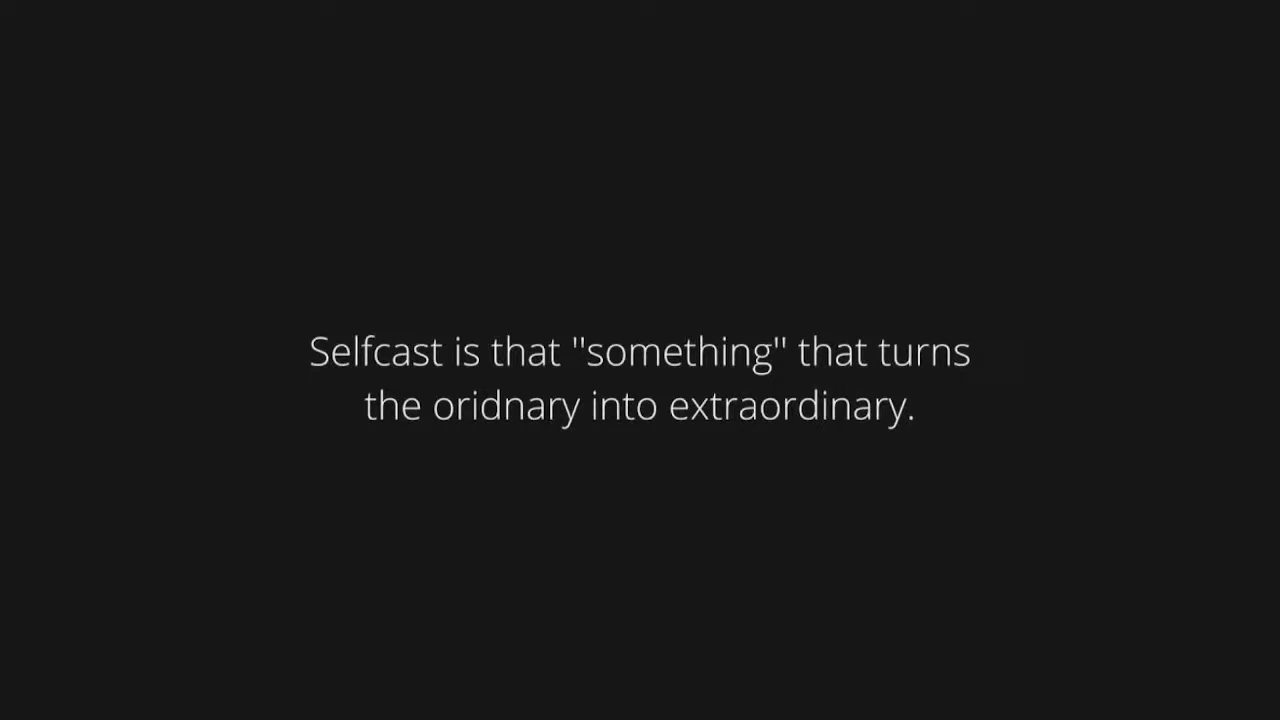 Selfcast is that "something" that turns
the oridnary into extraordinary.